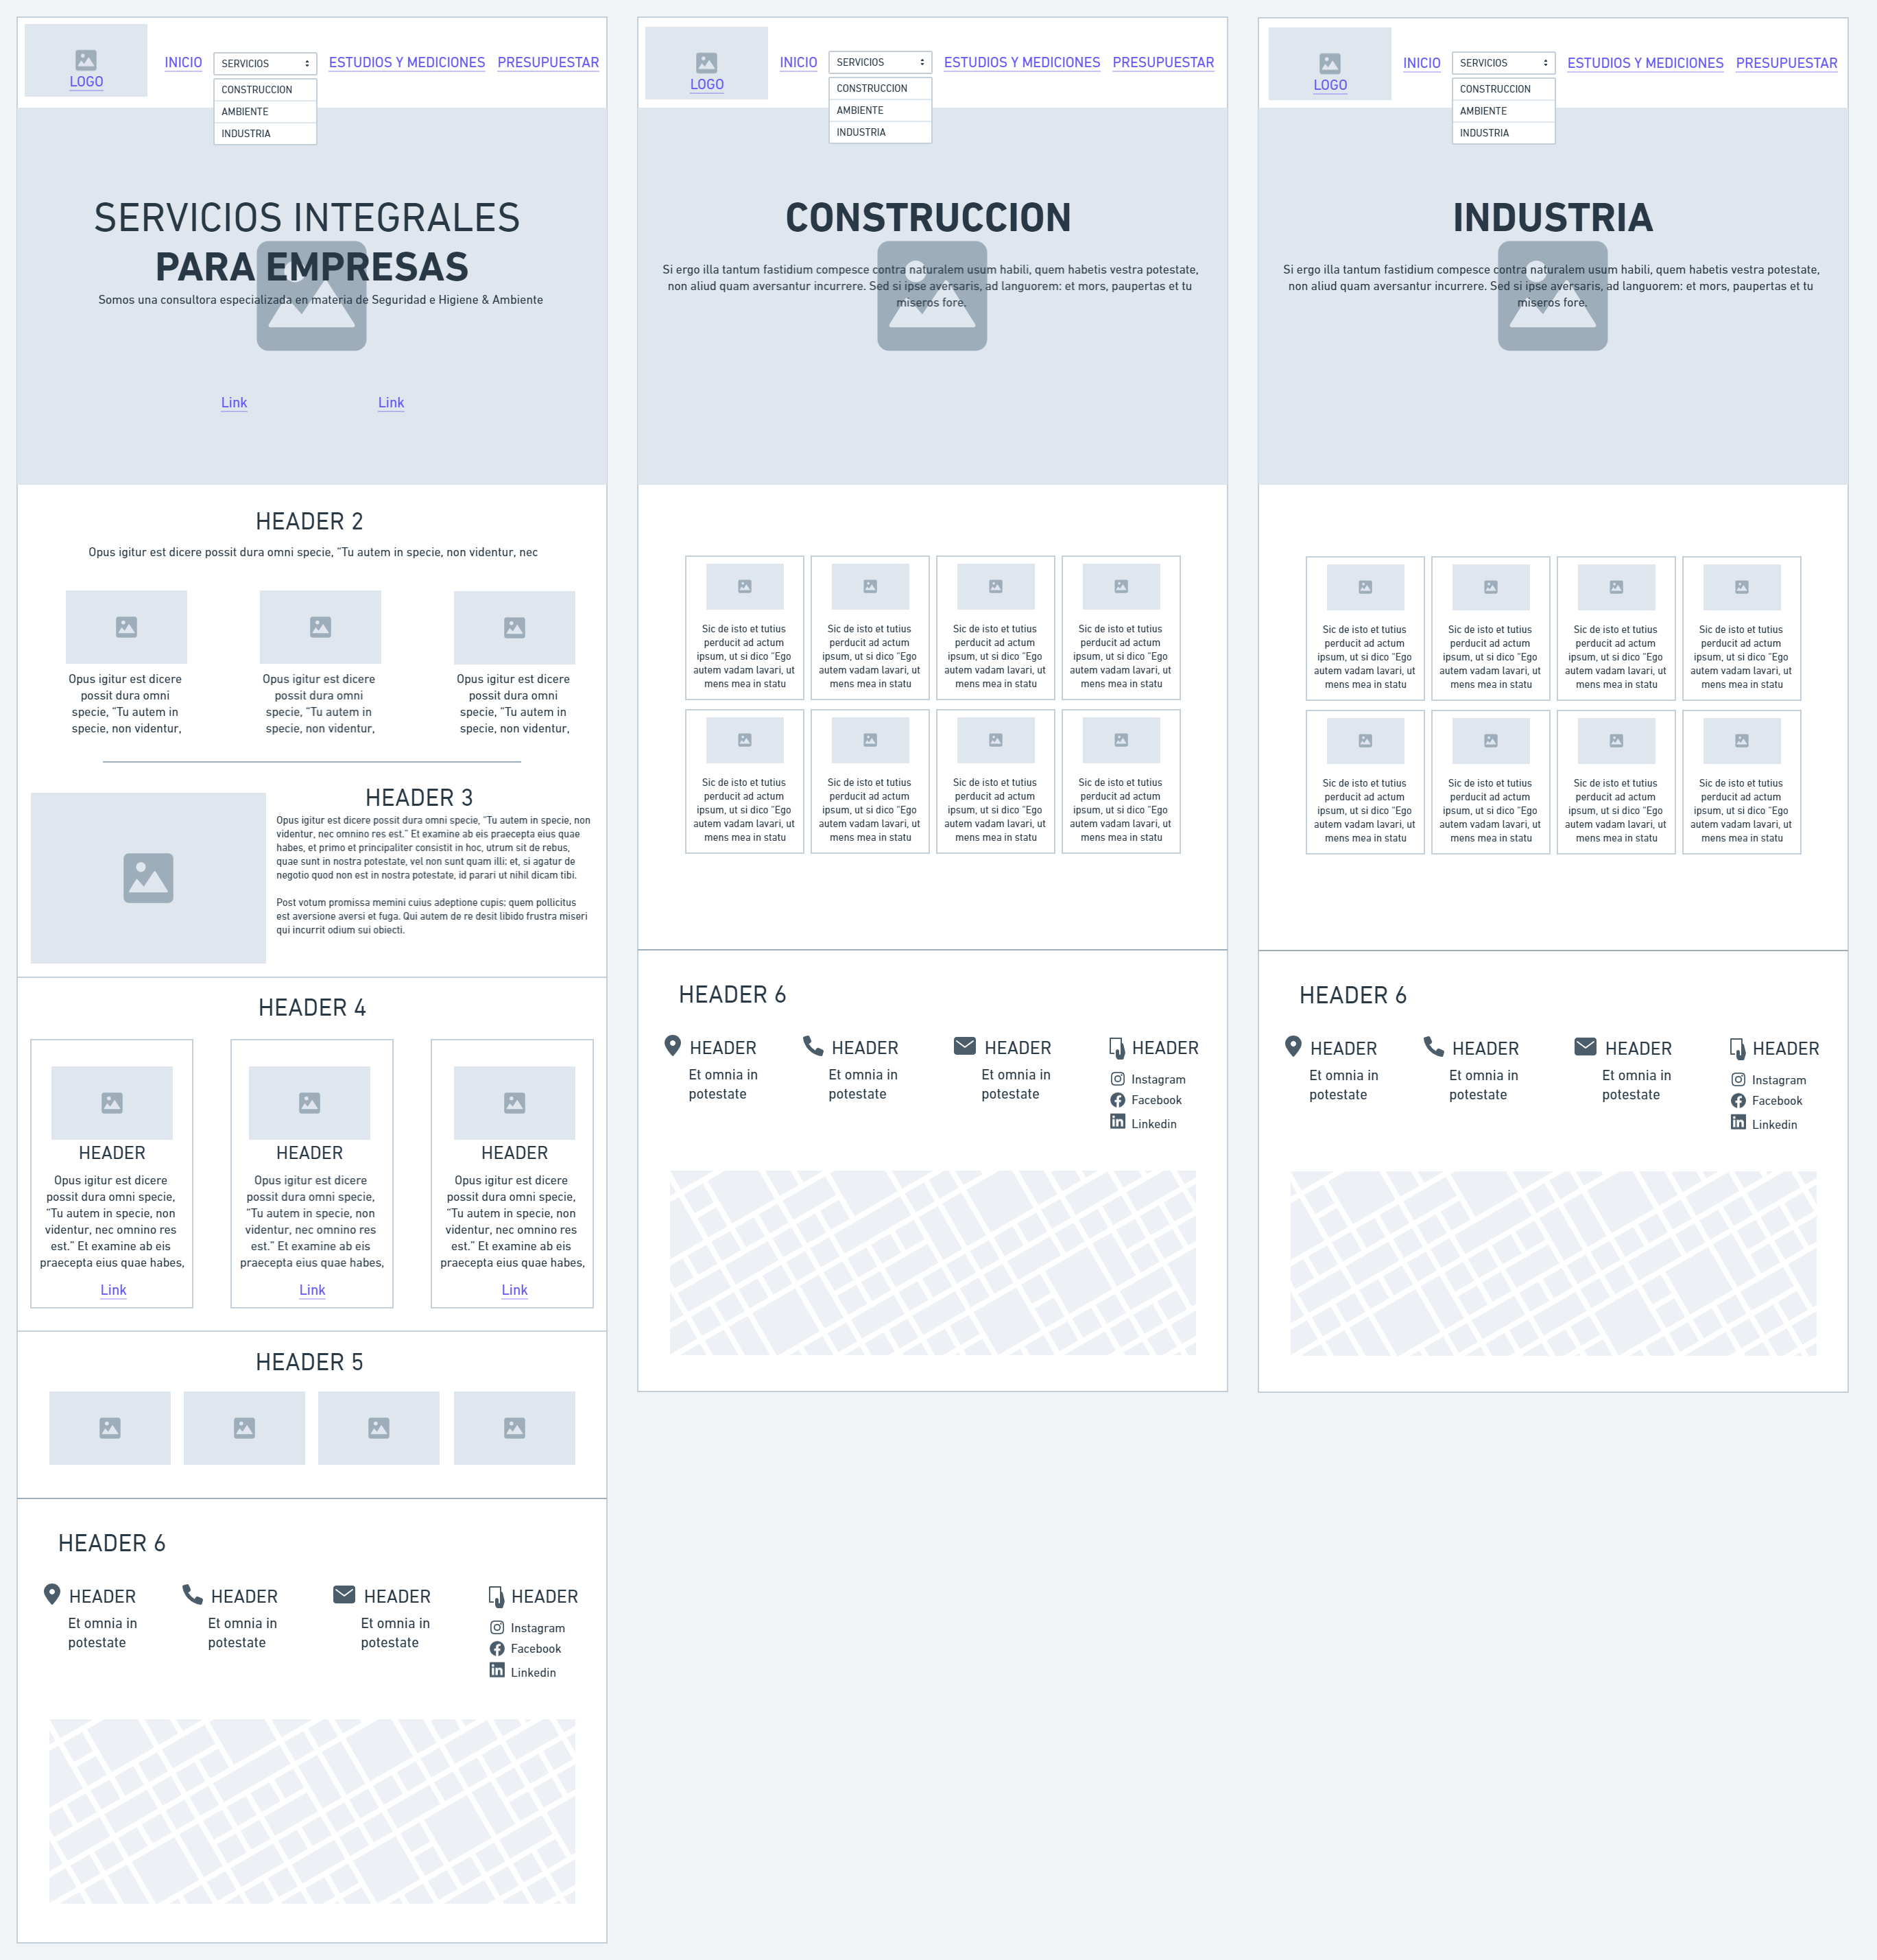 LOGO
INICIO
SERVICIOS
ESTUDIOS Y MEDICIONES
PRESUPUESTAR
CONSTRUCCION
AMBIENTE
INDUSTRIA
SERVICIOS INTEGRALES
PARA EMPRESAS
Somos una consultora especializada en materia de Seguridad e Higiene & Ambiente
Link
Link
HEADER 2
Opus igitur est dicere possit dura omni specie, “Tu autem in specie, non videntur, nec
Opus igitur est dicere
possit dura omni
specie, “Tu autem in
specie, non videntur,
Opus igitur est dicere
possit dura omni
specie, “Tu autem in
specie, non videntur,
Opus igitur est dicere
possit dura omni
specie, “Tu autem in
specie, non videntur,
HEADER 3
Opus igitur est dicere possit dura omni specie, “Tu autem in specie, non
videntur, nec omnino res est.” Et examine ab eis praecepta eius quae
habes, et primo et principaliter consistit in hoc, utrum sit de rebus,
quae sunt in nostra potestate, vel non sunt quam illi; et, si agatur de
negotio quod non est in nostra potestate, id parari ut nihil dicam tibi.
Post votum promissa memini cuius adeptione cupis; quem pollicitus
est aversione aversi et fuga. Qui autem de re desit libido frustra miseri
qui incurrit odium sui obiecti.
HEADER 4
HEADER
Opus igitur est dicere
possit dura omni specie,
“Tu autem in specie, non
videntur, nec omnino res
est.” Et examine ab eis
praecepta eius quae habes,
Link
HEADER
Opus igitur est dicere
possit dura omni specie,
“Tu autem in specie, non
videntur, nec omnino res
est.” Et examine ab eis
praecepta eius quae habes,
Link
HEADER
Opus igitur est dicere
possit dura omni specie,
“Tu autem in specie, non
videntur, nec omnino res
est.” Et examine ab eis
praecepta eius quae habes,
Link
HEADER 5
HEADER 6
HEADER
Et omnia in
potestate
HEADER
Et omnia in
potestate
HEADER
Et omnia in
potestate
HEADER
Instagram
Facebook
Linkedin
LOGO
INICIO
SERVICIOS
ESTUDIOS Y MEDICIONES
PRESUPUESTAR
CONSTRUCCION
AMBIENTE
INDUSTRIA
CONSTRUCCION
Si ergo illa tantum fastidium compesce contra naturalem usum habili, quem habetis vestra potestate,
non aliud quam aversantur incurrere. Sed si ipse aversaris, ad languorem: et mors, paupertas et tu
miseros fore.
Sic de isto et tutius
perducit ad actum
ipsum, ut si dico “Ego
autem vadam lavari, ut
mens mea in statu
Sic de isto et tutius
perducit ad actum
ipsum, ut si dico “Ego
autem vadam lavari, ut
mens mea in statu
Sic de isto et tutius
perducit ad actum
ipsum, ut si dico “Ego
autem vadam lavari, ut
mens mea in statu
Sic de isto et tutius
perducit ad actum
ipsum, ut si dico “Ego
autem vadam lavari, ut
mens mea in statu
Sic de isto et tutius
perducit ad actum
ipsum, ut si dico “Ego
autem vadam lavari, ut
mens mea in statu
Sic de isto et tutius
perducit ad actum
ipsum, ut si dico “Ego
autem vadam lavari, ut
mens mea in statu
Sic de isto et tutius
perducit ad actum
ipsum, ut si dico “Ego
autem vadam lavari, ut
mens mea in statu
Sic de isto et tutius
perducit ad actum
ipsum, ut si dico “Ego
autem vadam lavari, ut
mens mea in statu
HEADER 6
HEADER
Et omnia in
potestate
HEADER
Et omnia in
potestate
HEADER
Et omnia in
potestate
HEADER
Instagram
Facebook
Linkedin
LOGO
INICIO
SERVICIOS
ESTUDIOS Y MEDICIONES
PRESUPUESTAR
CONSTRUCCION
AMBIENTE
INDUSTRIA
INDUSTRIA
Si ergo illa tantum fastidium compesce contra naturalem usum habili, quem habetis vestra potestate,
non aliud quam aversantur incurrere. Sed si ipse aversaris, ad languorem: et mors, paupertas et tu
miseros fore.
Sic de isto et tutius
perducit ad actum
ipsum, ut si dico “Ego
autem vadam lavari, ut
mens mea in statu
Sic de isto et tutius
perducit ad actum
ipsum, ut si dico “Ego
autem vadam lavari, ut
mens mea in statu
Sic de isto et tutius
perducit ad actum
ipsum, ut si dico “Ego
autem vadam lavari, ut
mens mea in statu
Sic de isto et tutius
perducit ad actum
ipsum, ut si dico “Ego
autem vadam lavari, ut
mens mea in statu
Sic de isto et tutius
perducit ad actum
ipsum, ut si dico “Ego
autem vadam lavari, ut
mens mea in statu
Sic de isto et tutius
perducit ad actum
ipsum, ut si dico “Ego
autem vadam lavari, ut
mens mea in statu
Sic de isto et tutius
perducit ad actum
ipsum, ut si dico “Ego
autem vadam lavari, ut
mens mea in statu
Sic de isto et tutius
perducit ad actum
ipsum, ut si dico “Ego
autem vadam lavari, ut
mens mea in statu
HEADER 6
HEADER
Et omnia in
potestate
HEADER
Et omnia in
potestate
HEADER
Et omnia in
potestate
HEADER
Instagram
Facebook
Linkedin